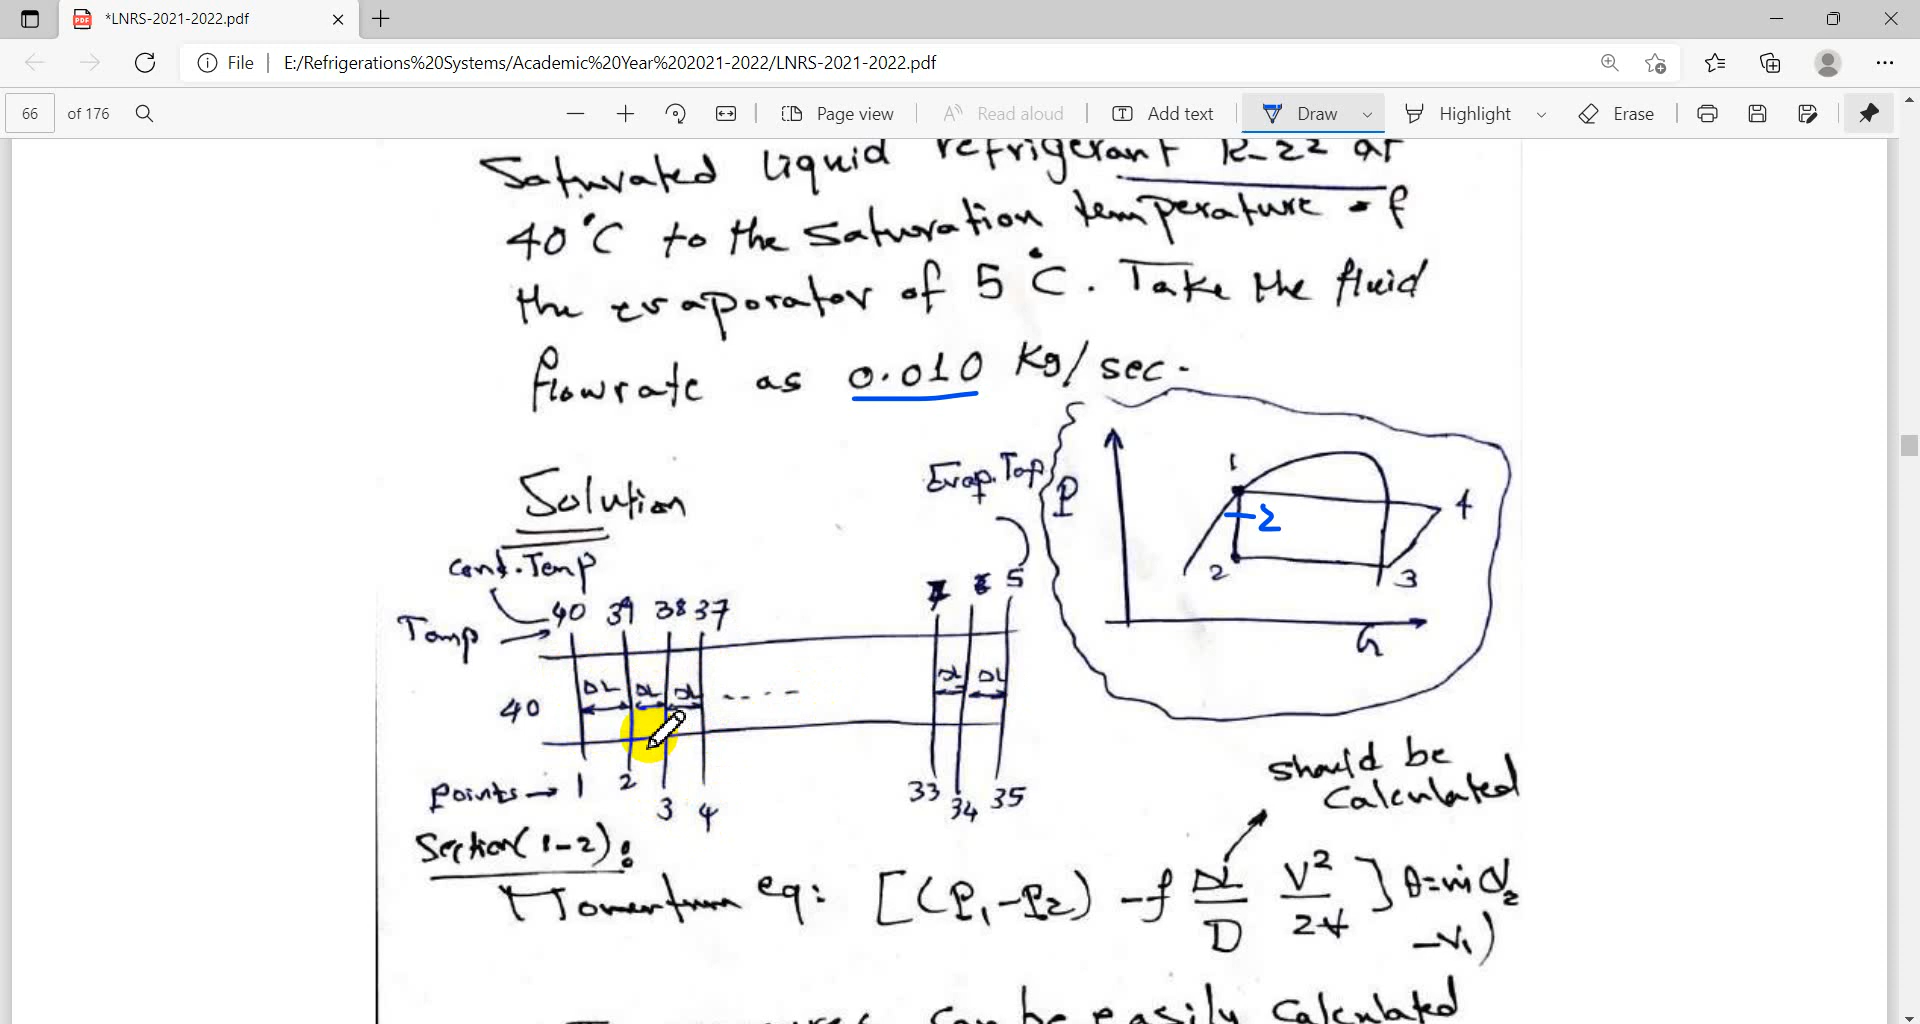 *LNRS-2021-2022.pdf
File E:/Refrigerations%20Systems/Academic%20Year%202021-2022/LNRS-2021-2022.pdf
66 of 176 Page view Read aloud Add text Draw Highlight Erase
Saturated liquid refrigerant R-22 at
40°C to the saturation temperature of
the evaporator of 5°C. Take the fluid
flowrate as 0.010 Kg/sec.
Solution
Evap.
P
1
4
2
2
3
h
Cond. Temp
Temp 40 39 38 37
5
40 ΔL ΔL ΔL ---- ΔL ΔL
points → 1 2 3 4 33 34 35
should be
calculated
Section (1-2):
Momentum eq: [(P1-P2) -f ΔL/D V²/2v] A=ṁ(V2
-V1)
can be easily calculated